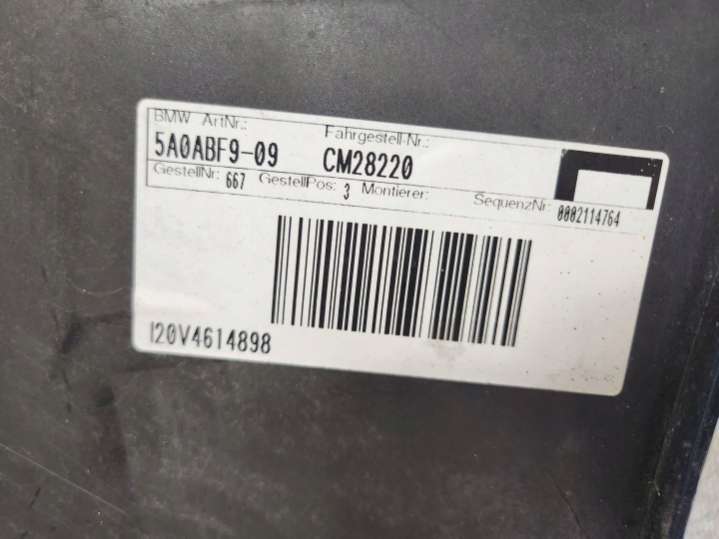 BMW ArtNr.: Fahrgestell-Nr.:
5A0ABF9-09 CM28220
GestellNr: 667 GestellPos: 3 Montierer: SequenzNr: 0002114764
I20V4614898